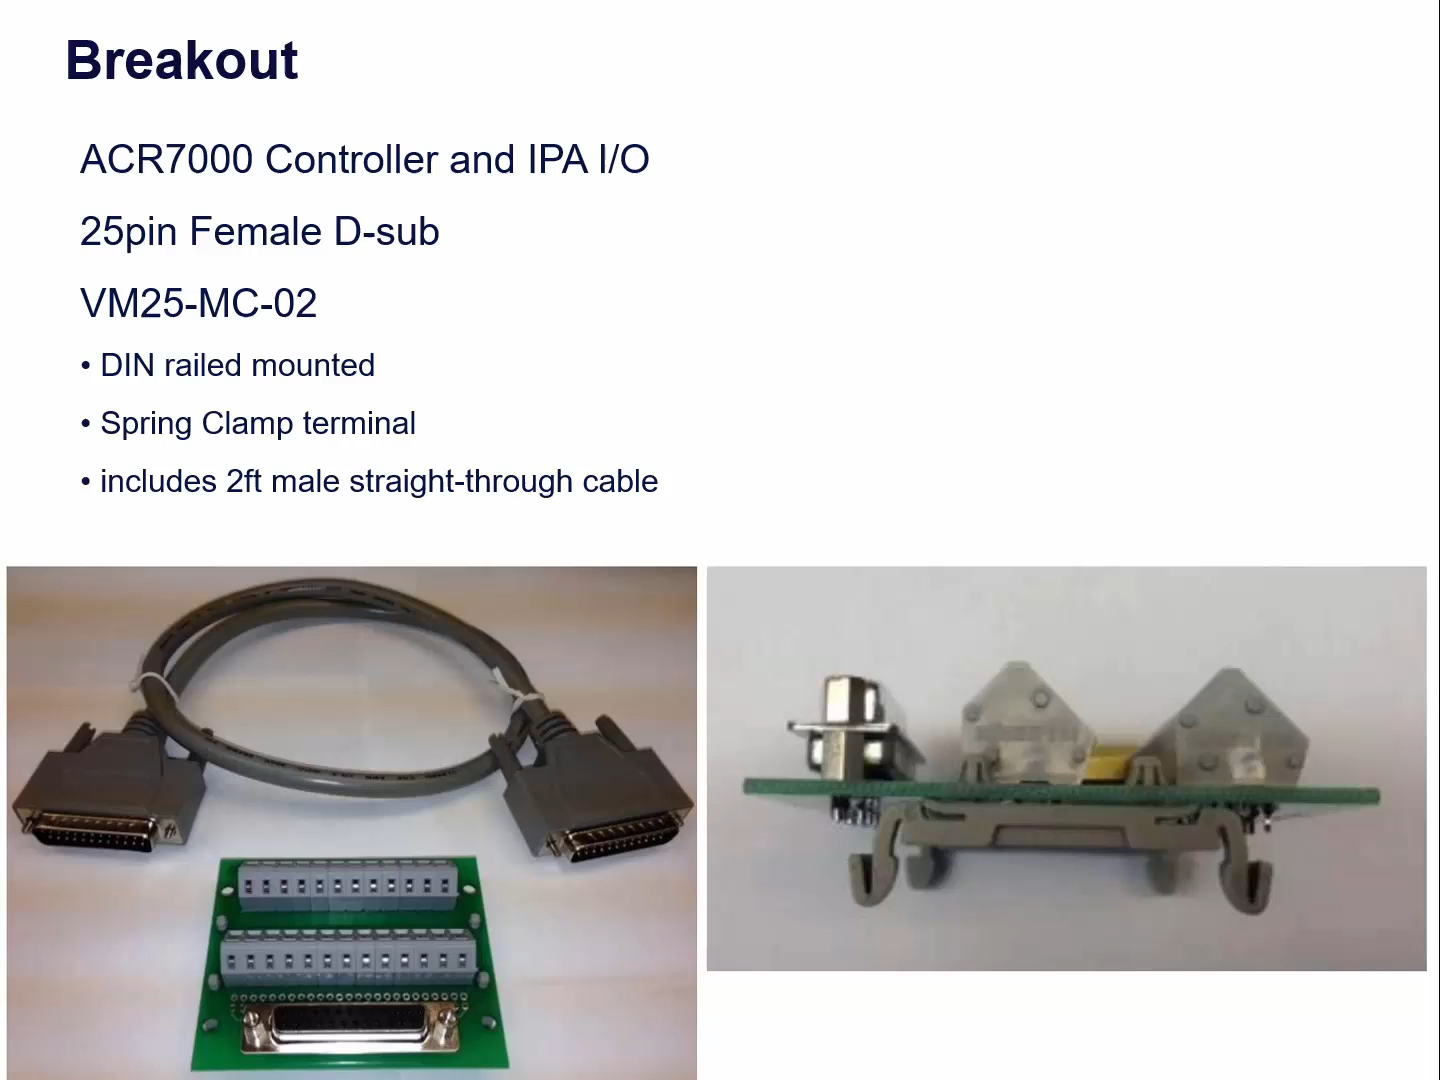 Breakout
ACR7000 Controller and IPA I/O
25pin Female D-sub
VM25-MC-02
• DIN railed mounted
• Spring Clamp terminal
• includes 2ft male straight-through cable